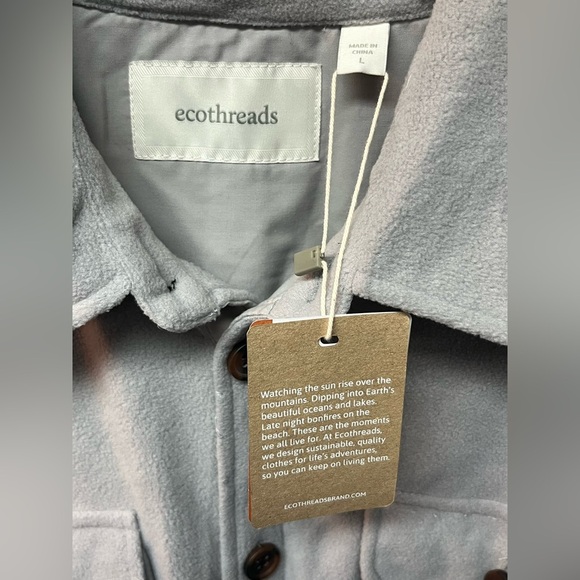 ecothreads
MADE IN
CHINA
L
Watching the sun rise over the
mountains. Dipping into Earth's
beautiful oceans and lakes.
Late night bonfires on the
beach. These are the moments
we all live for. At Ecothreads,
we design sustainable, quality
clothes for life's adventures,
so you can keep on living them.
ECOTHREADSBRAND.COM